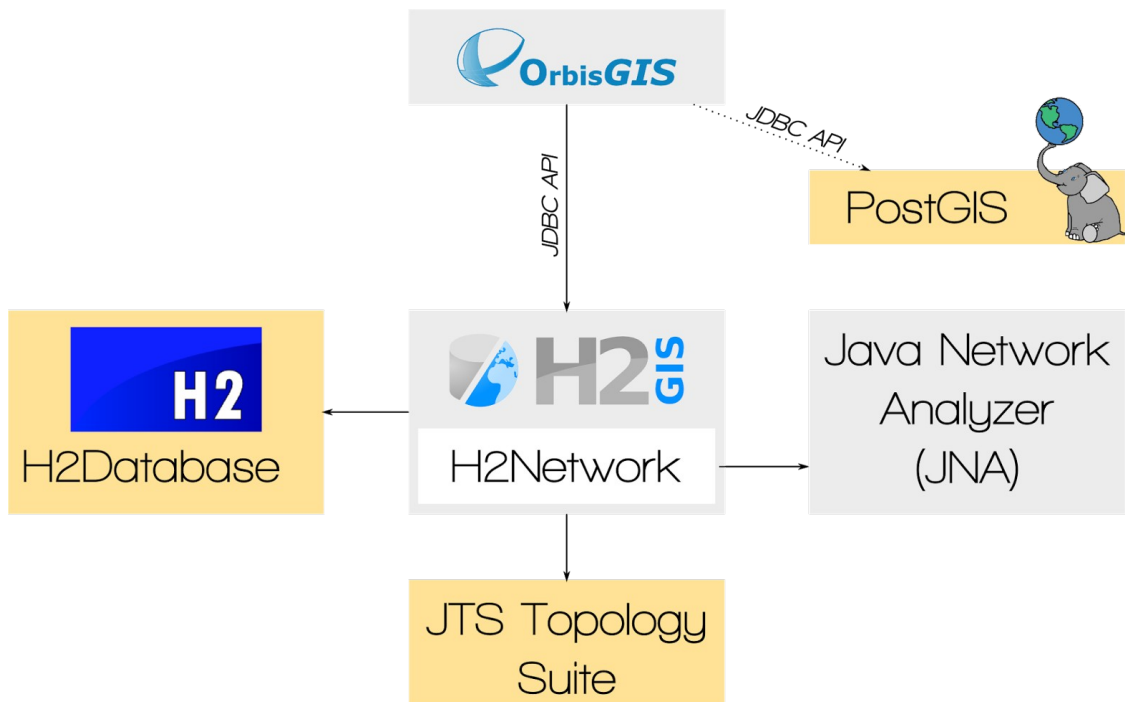 OrbisGIS
JDBC API
JDBC API
PostGIS
H2
H2Database
H2GIS
H2Network
Java Network
Analyzer
(JNA)
JTS Topology
Suite